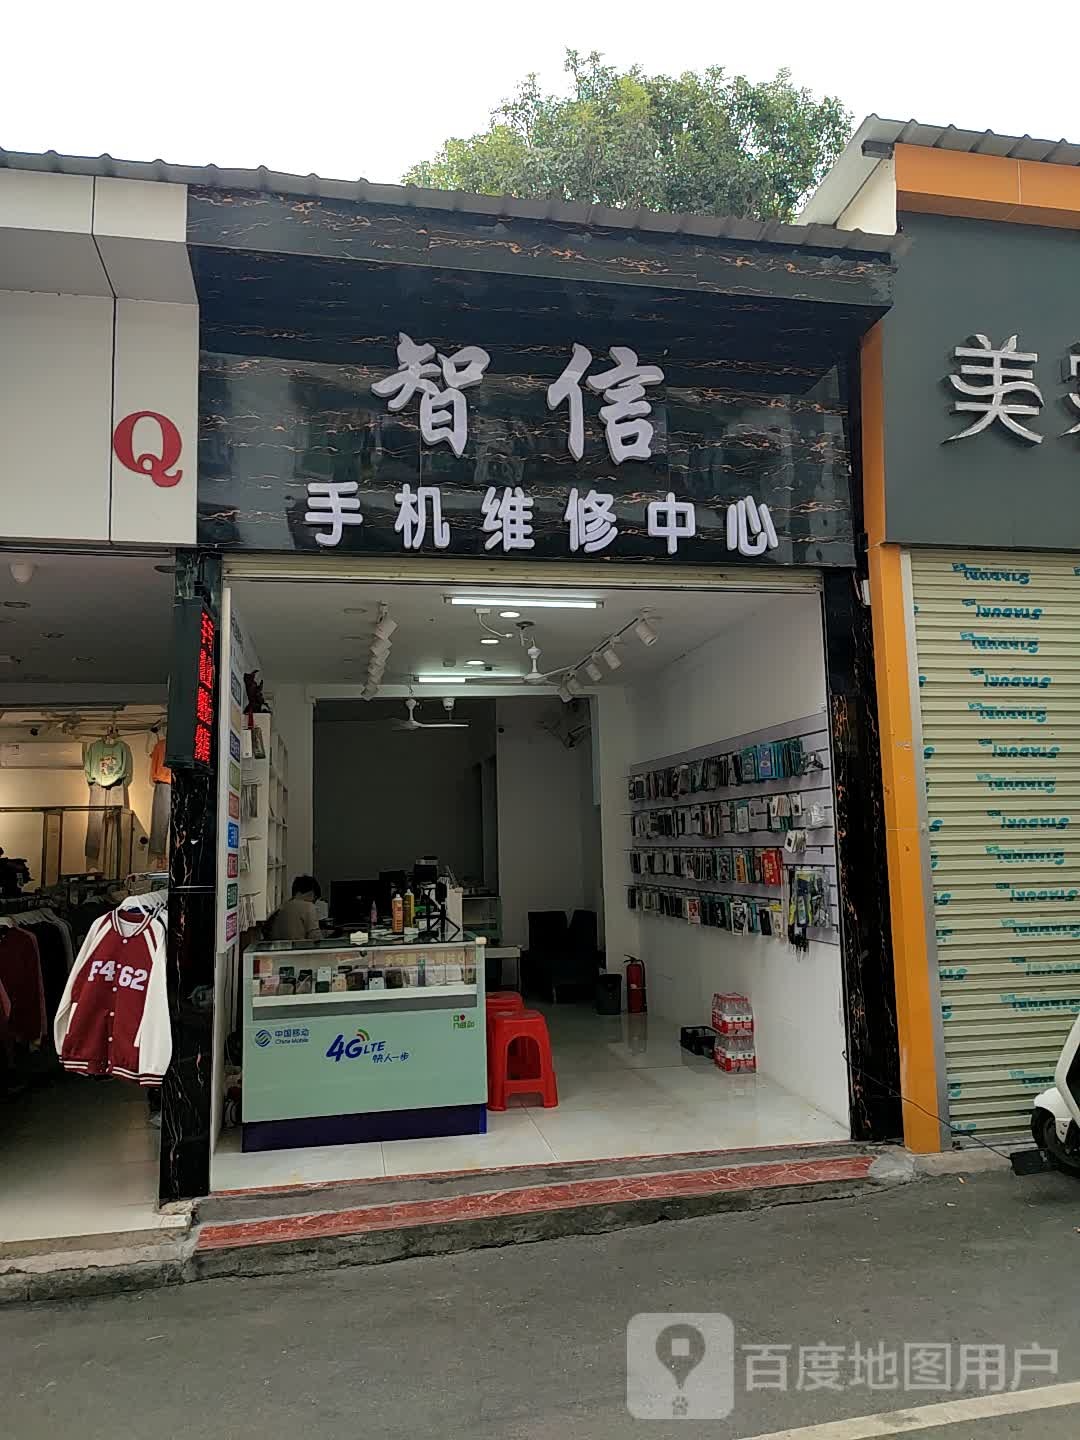 智信
手机维修中心
Q
美
F4 62
中国移动
China Mobile
4G LTE
快人一步
STADURI
百度地图用户